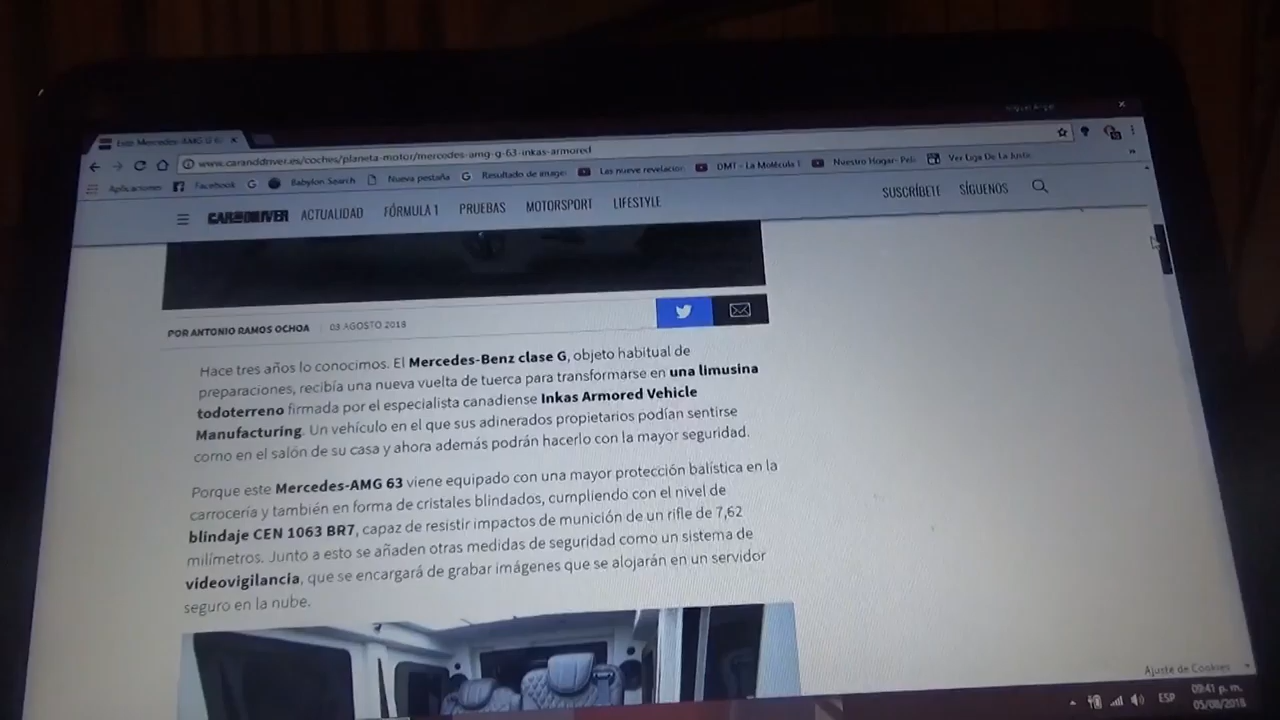 Este Mercedes-AMG G 6
www.caranddriver.es/coches/planeta-motor/mercedes-amg-g-63-inkas-armored
Aplicaciones Facebook Babylon Search Nueva pestaña Resultado de image Las nueve revelacion DMT - La Molécula Nuestro Hogar- Peli Ver Liga De La Justic
CAR AND DRIVER ACTUALIDAD FÓRMULA 1 PRUEBAS MOTORSPORT LIFESTYLE SUSCRÍBETE SÍGUENOS
POR ANTONIO RAMOS OCHOA 03 AGOSTO 2018
Hace tres años lo conocimos. El Mercedes-Benz clase G, objeto habitual de
preparaciones, recibía una nueva vuelta de tuerca para transformarse en una limusina
todoterreno firmada por el especialista canadiense Inkas Armored Vehicle
Manufacturing. Un vehículo en el que sus adinerados propietarios podían sentirse
como en el salón de su casa y ahora además podrán hacerlo con la mayor seguridad.
Porque este Mercedes-AMG 63 viene equipado con una mayor protección balística en la
carrocería y también en forma de cristales blindados, cumpliendo con el nivel de
blindaje CEN 1063 BR7, capaz de resistir impactos de munición de un rifle de 7,62
milímetros. Junto a esto se añaden otras medidas de seguridad como un sistema de
videovigilancia, que se encargará de grabar imágenes que se alojarán en un servidor
seguro en la nube.
Ajuste de Cookies
ESP
09:41 p. m.
05/08/2018